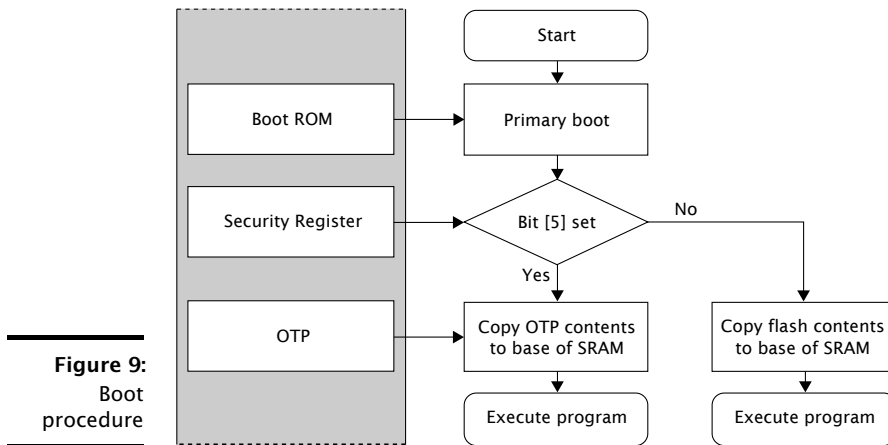 Start
Boot ROM
Primary boot
Security Register
Bit [5] set
No
Yes
OTP
Copy OTP contents
to base of SRAM
Copy flash contents
to base of SRAM
Execute program
Execute program
Figure 9:
Boot
procedure